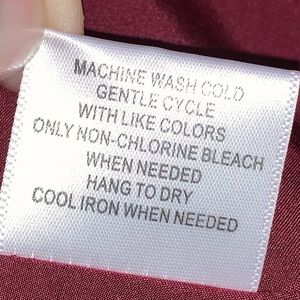 MACHINE WASH COLD
GENTLE CYCLE
WITH LIKE COLORS
ONLY NON-CHLORINE BLEACH
WHEN NEEDED
HANG TO DRY
COOL IRON WHEN NEEDED